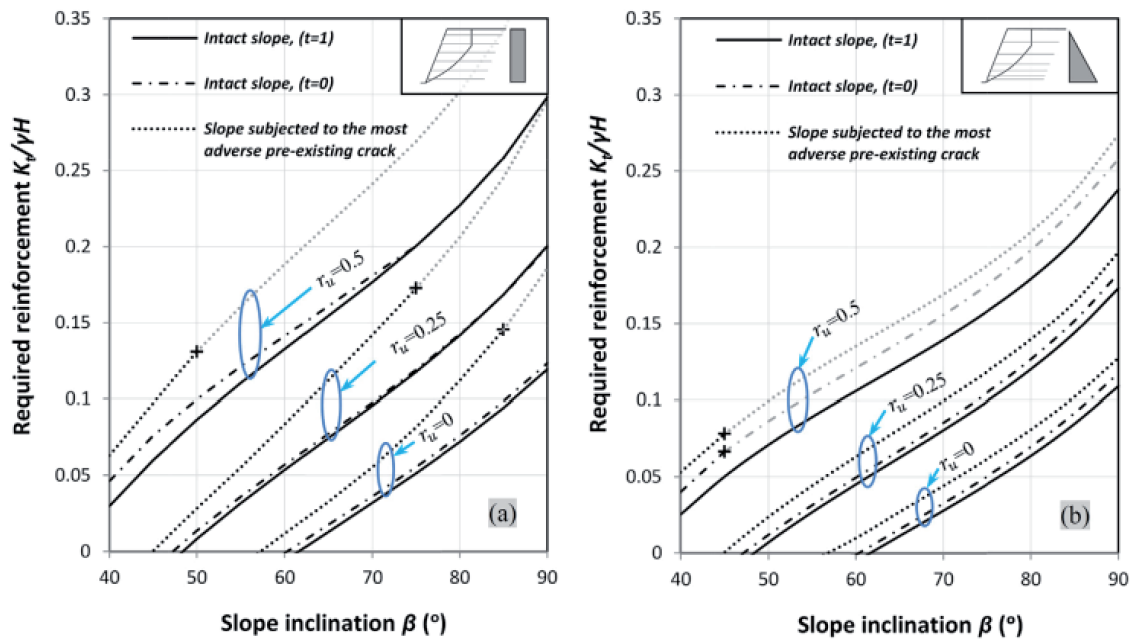 Required reinforcement Kt/γH
0.35
0.3
0.25
0.2
0.15
0.1
0.05
0
Intact slope, (t=1)
Intact slope, (t=0)
Slope subjected to the most
adverse pre-existing crack
ru=0.5
ru=0.25
ru=0
(a)
40 50 60 70 80 90
Slope inclination β (°)
Required reinforcement Kt/γH
0.35
0.3
0.25
0.2
0.15
0.1
0.05
0
Intact slope, (t=1)
Intact slope, (t=0)
Slope subjected to the most
adverse pre-existing crack
ru=0.5
ru=0.25
ru=0
(b)
40 50 60 70 80 90
Slope inclination β (°)